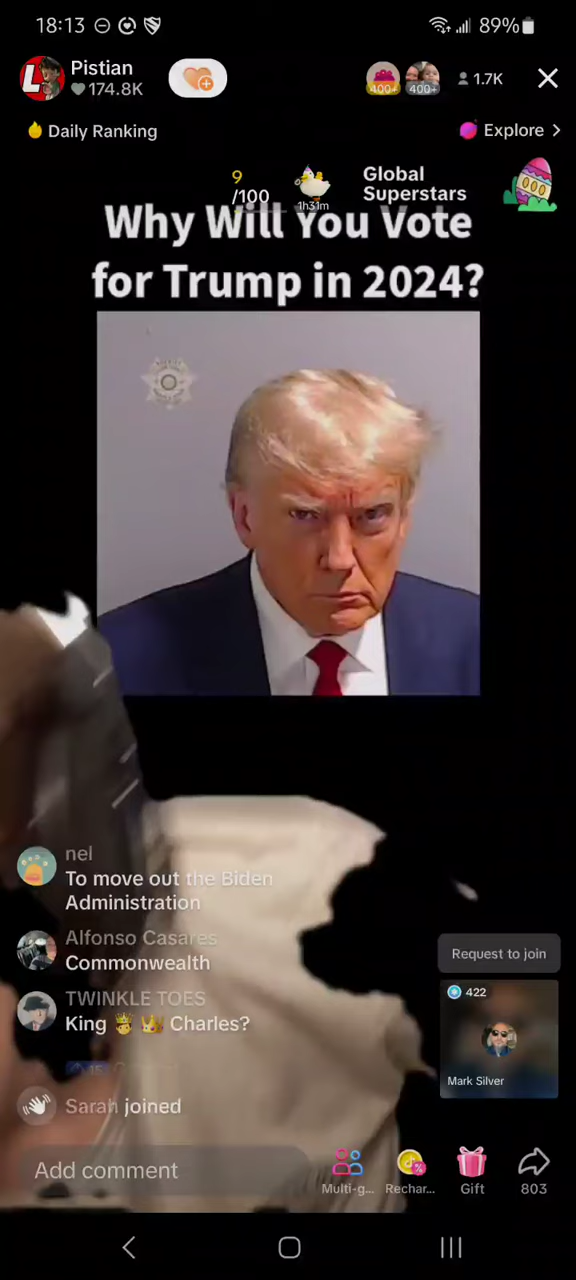 18:13
89%
Pistian
174.8K
400+
400+
1.7K
Daily Ranking
Explore >
9
/100
1h31m
Global
Superstars
Why Will You Vote
for Trump in 2024?
nel
To move out the Biden
Administration
Alfonso Casares
Commonwealth
TWINKLE TOES
King 🤴 👑 Charles?
Sarah joined
Request to join
422
Mark Silver
Add comment
Multi-g...
Rechar...
Gift
803